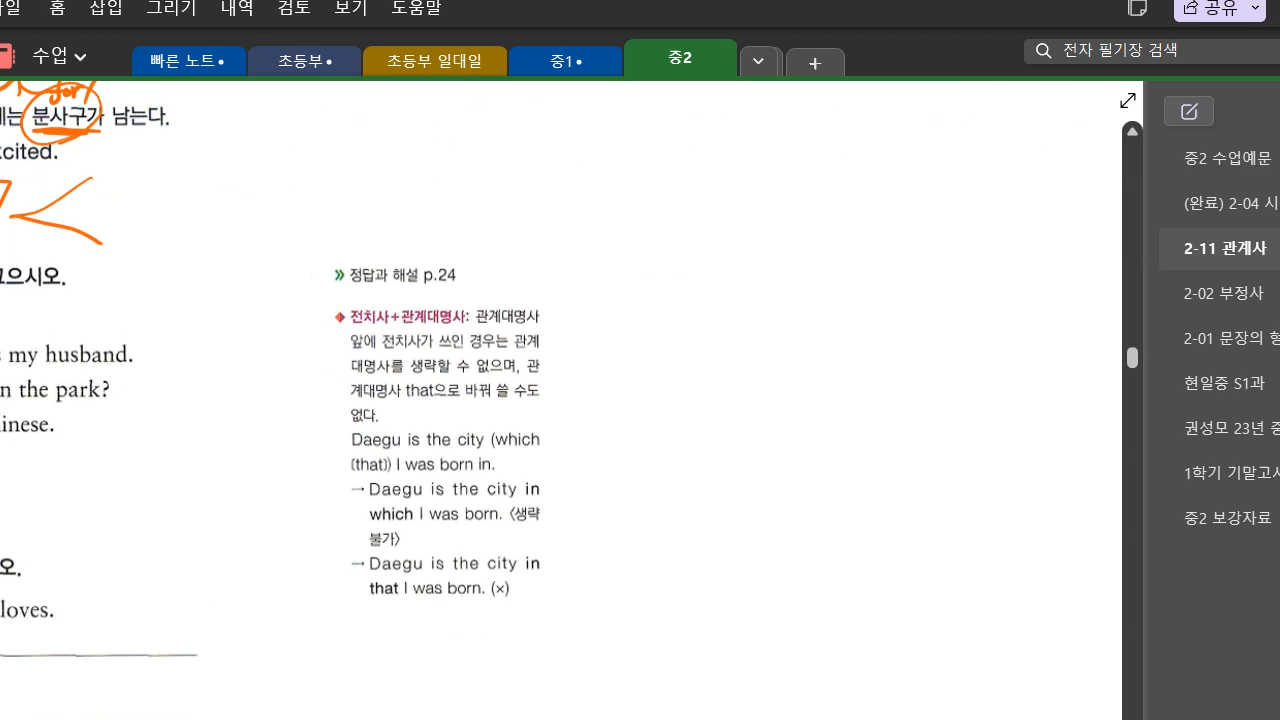 파일 홈 삽입 그리기 내역 검토 보기 도움말 공유
수업 빠른 노트 초등부 초등부 일대일 중1 중2 + 전자 필기장 검색
에는 분사구가 남는다.
xcited.
그으시오.
s my husband.
n the park?
inese.
오.
loves.
» 정답과 해설 p.24
전치사+관계대명사: 관계대명사
앞에 전치사가 쓰인 경우는 관계
대명사를 생략할 수 없으며, 관
계대명사 that으로 바꿔 쓸 수도
없다.
Daegu is the city (which
(that)) I was born in.
→ Daegu is the city in
which I was born. 〈생략
불가〉
→ Daegu is the city in
that I was born. (×)
중2 수업예문
(완료) 2-04 시
2-11 관계사
2-02 부정사
2-01 문장의 형
현일중 S1과
권성모 23년 중
1학기 기말고사
중2 보강자료